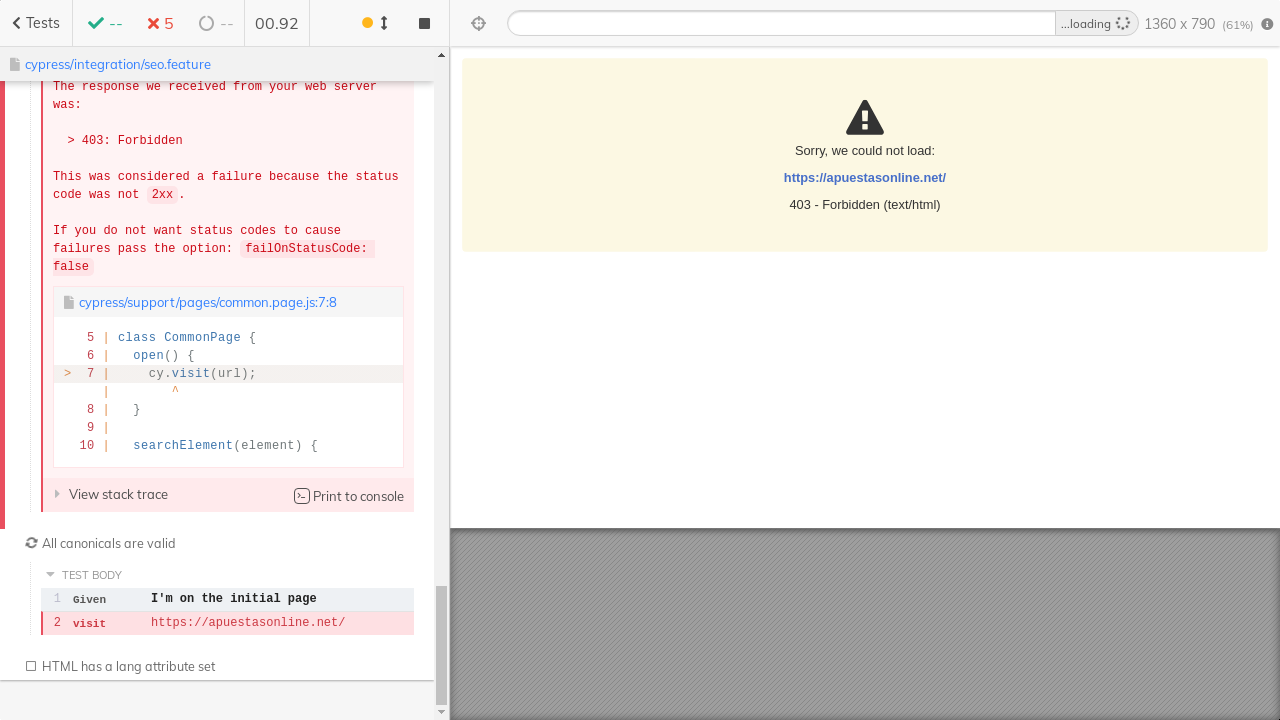 Tests
--
5
--
00.92
...loading
1360 x 790 (61%)
cypress/integration/seo.feature
The response we received from your web server
was:
> 403: Forbidden
This was considered a failure because the status
code was not 2xx.
If you do not want status codes to cause
failures pass the option: failOnStatusCode:
false
cypress/support/pages/common.page.js:7:8
5 | class CommonPage {
6 |   open() {
> 7 |     cy.visit(url);
|        ^
8 |   }
9 |
10 |   searchElement(element) {
View stack trace
Print to console
All canonicals are valid
TEST BODY
1 Given I'm on the initial page
2 visit https://apuestasonline.net/
HTML has a lang attribute set
Sorry, we could not load:
https://apuestasonline.net/
403 - Forbidden (text/html)